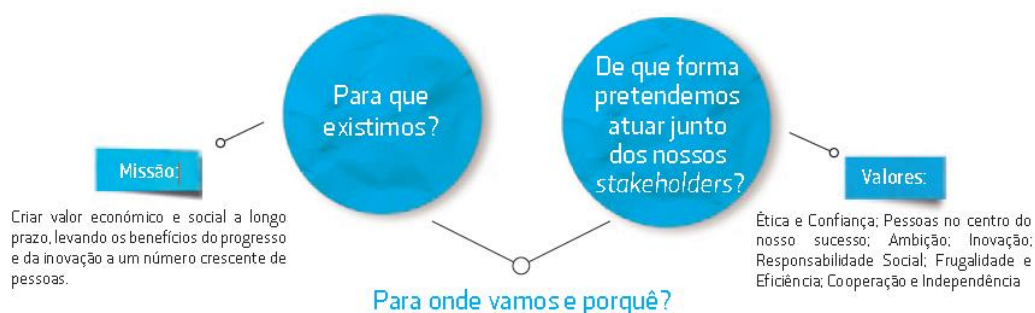 Para que
existimos?
De que forma
pretendemos
atuar junto
dos nossos
stakeholders?
Missão:
Criar valor económico e social a longo
prazo, levando os benefícios do progresso
e da inovação a um número crescente de
pessoas.
Valores:
Ética e Confiança; Pessoas no centro do
nosso sucesso; Ambição; Inovação;
Responsabilidade Social; Frugalidade e
Eficiência; Cooperação e Independência
Para onde vamos e porquê?